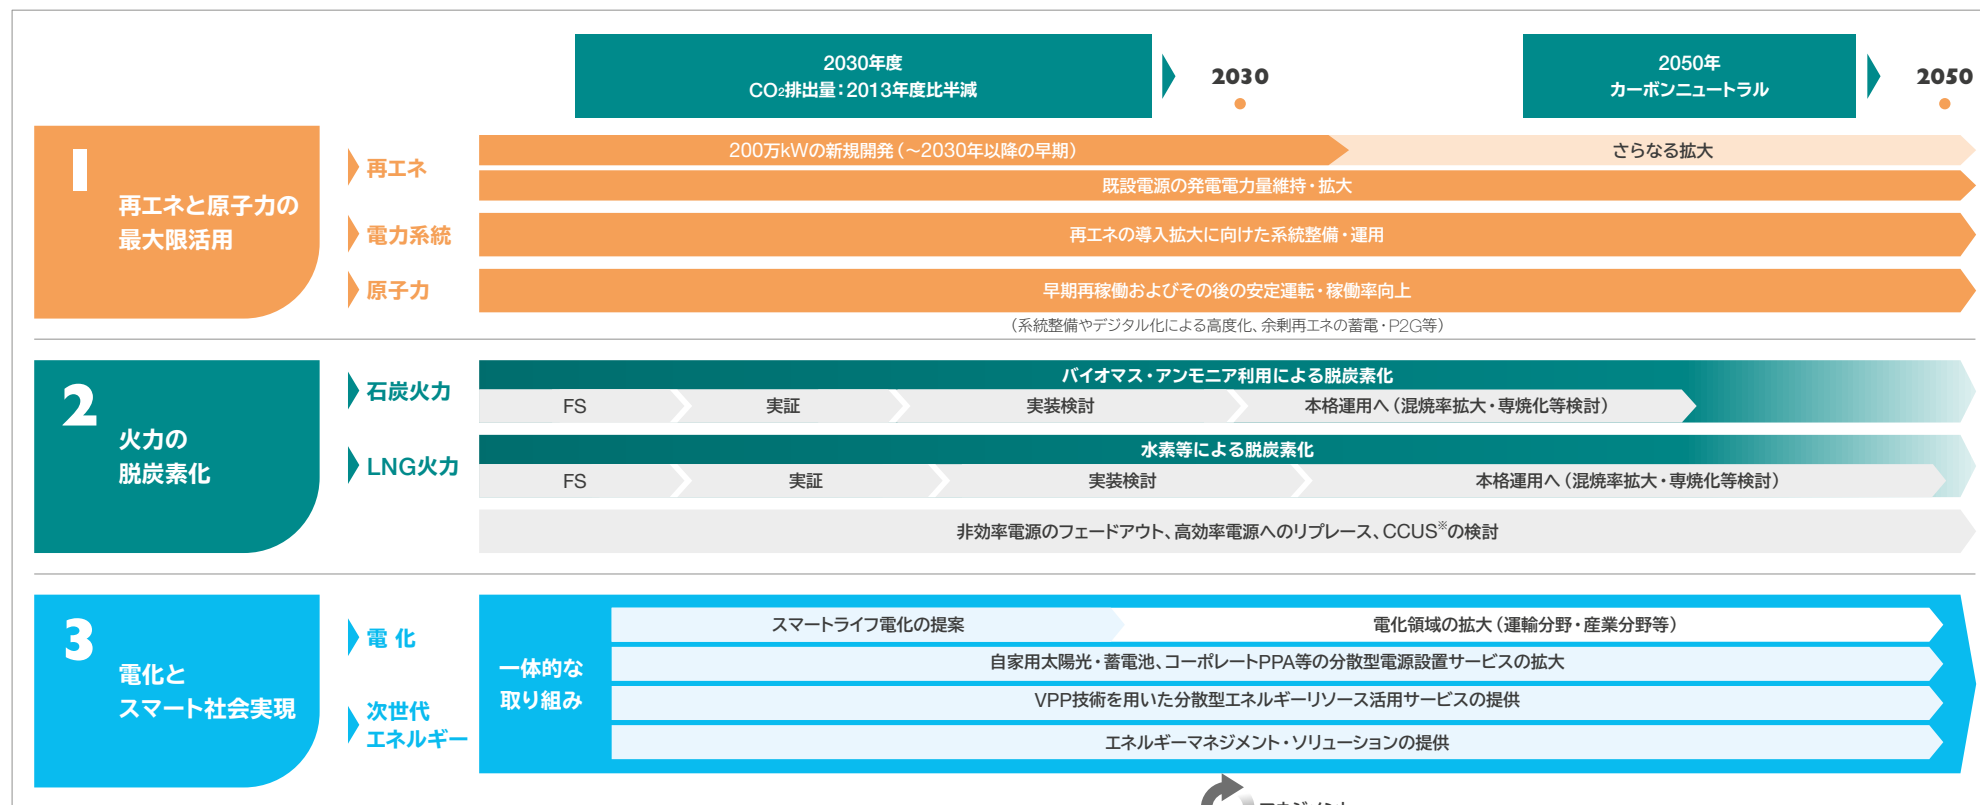 2030年度
CO₂排出量：2013年度比半減
2030
2050年
カーボンニュートラル
2050
1
再エネと原子力の
最大限活用
再エネ
200万kWの新規開発（～2030年以降の早期）
さらなる拡大
既設電源の発電電力量維持・拡大
電力系統
再エネの導入拡大に向けた系統整備・運用
原子力
早期再稼働およびその後の安定運転・稼働率向上
（系統整備やデジタル化による高度化、余剰再エネの蓄電・P2G等）
2
火力の
脱炭素化
石炭火力
バイオマス・アンモニア利用による脱炭素化
FS
実証
実装検討
本格運用へ（混焼率拡大・専焼化等検討）
LNG火力
水素等による脱炭素化
FS
実証
実装検討
本格運用へ（混焼率拡大・専焼化等検討）
非効率電源のフェードアウト、高効率電源へのリプレース、CCUS※の検討
3
電化と
スマート社会実現
電 化
次世代
エネルギー
一体的な
取り組み
スマートライフ電化の提案
電化領域の拡大（運輸分野・産業分野等）
自家用太陽光・蓄電池、コーポレートPPA等の分散型電源設置サービスの拡大
VPP技術を用いた分散型エネルギーリソース活用サービスの提供
エネルギーマネジメント・ソリューションの提供